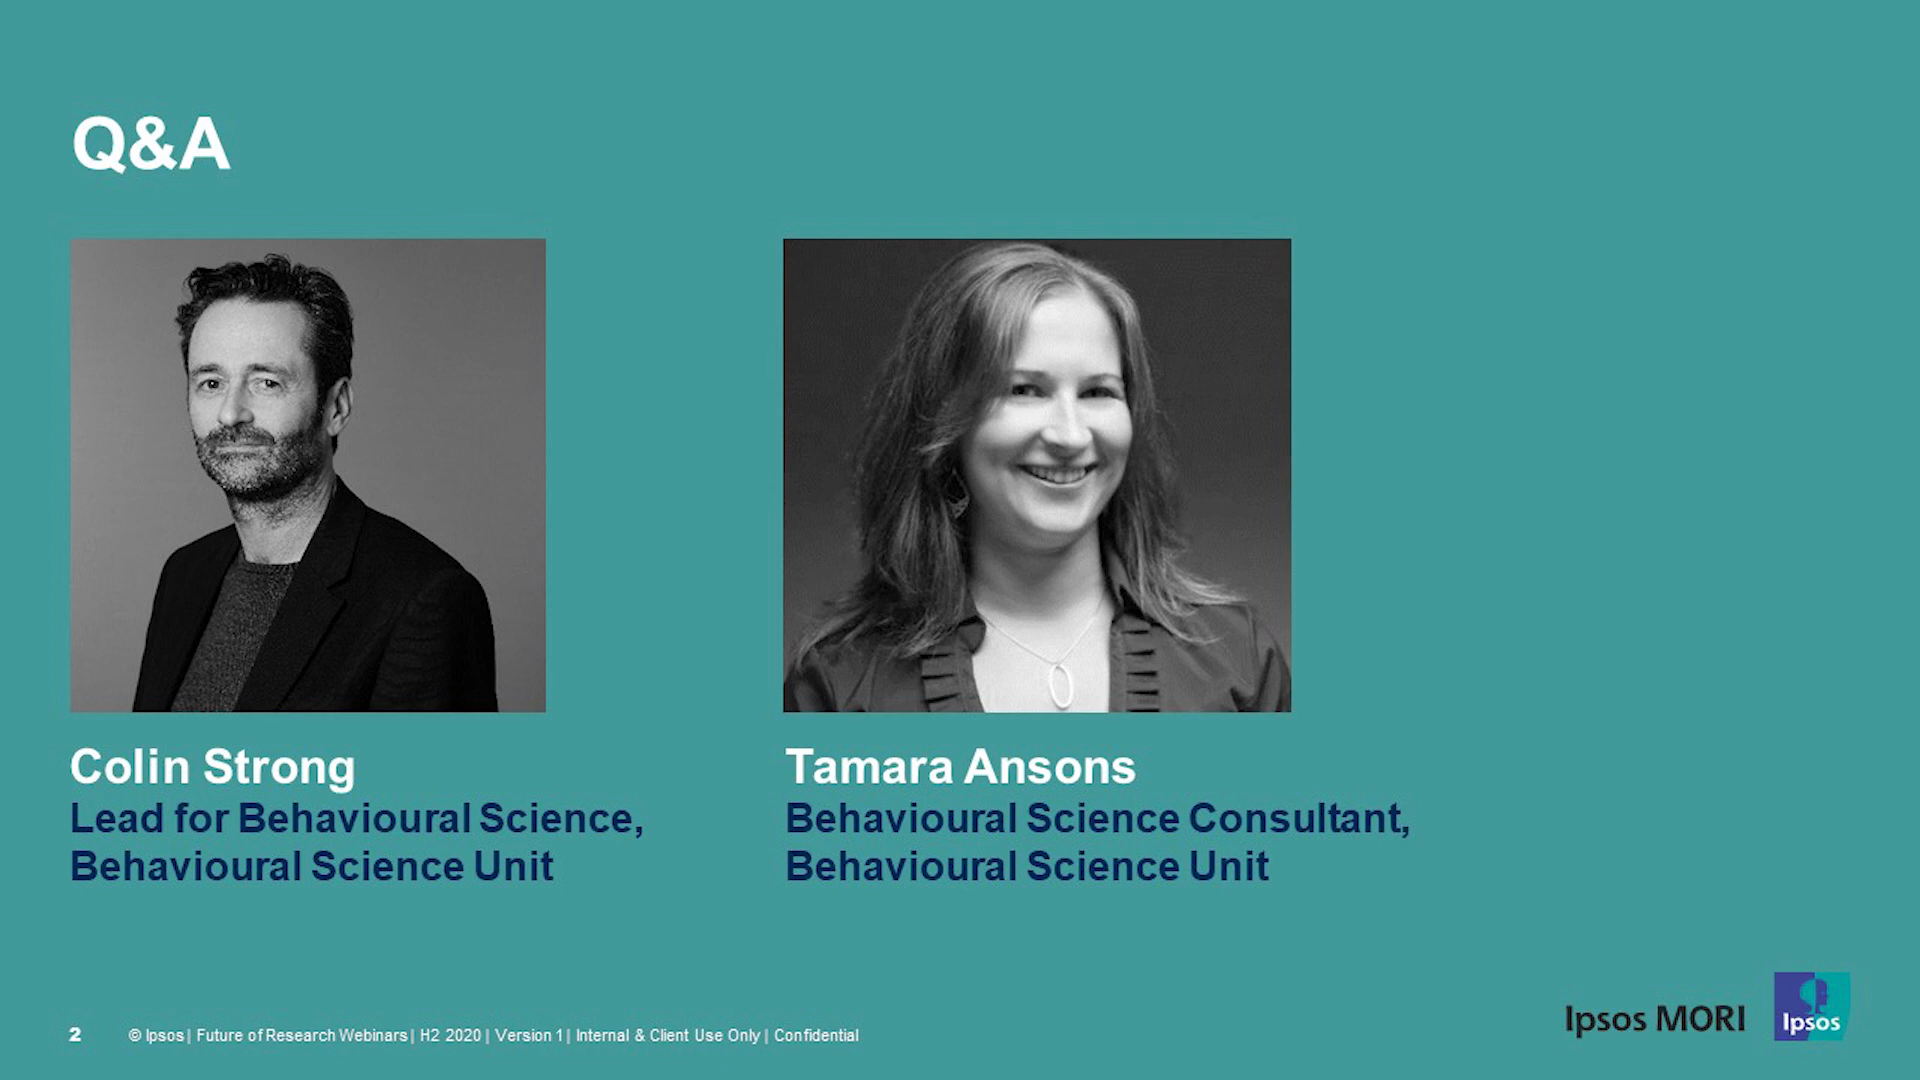 Q&A
Colin Strong
Lead for Behavioural Science,
Behavioural Science Unit
Tamara Ansons
Behavioural Science Consultant,
Behavioural Science Unit
2 © Ipsos | Future of Research Webinars | H2 2020 | Version 1 | Internal & Client Use Only | Confidential
Ipsos MORI
Ipsos